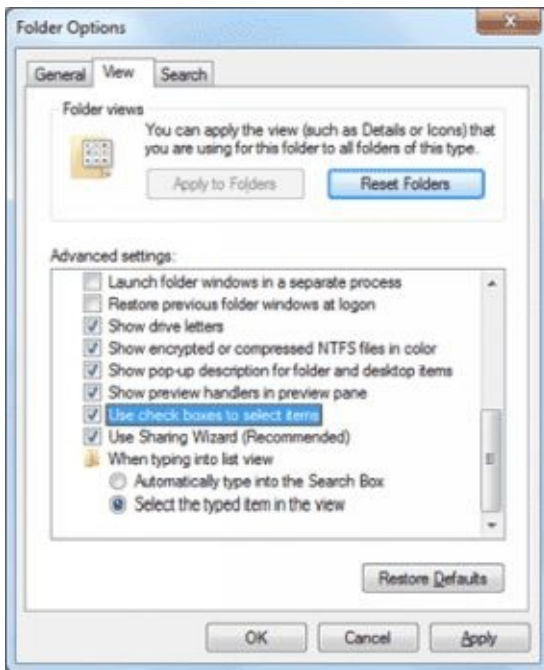 Folder Options
General View Search
Folder views
You can apply the view (such as Details or Icons) that
you are using for this folder to all folders of this type.
Apply to Folders Reset Folders
Advanced settings:
Launch folder windows in a separate process
Restore previous folder windows at logon
Show drive letters
Show encrypted or compressed NTFS files in color
Show pop-up description for folder and desktop items
Show preview handlers in preview pane
Use check boxes to select items
Use Sharing Wizard (Recommended)
When typing into list view
Automatically type into the Search Box
Select the typed item in the view
Restore Defaults
OK Cancel Apply